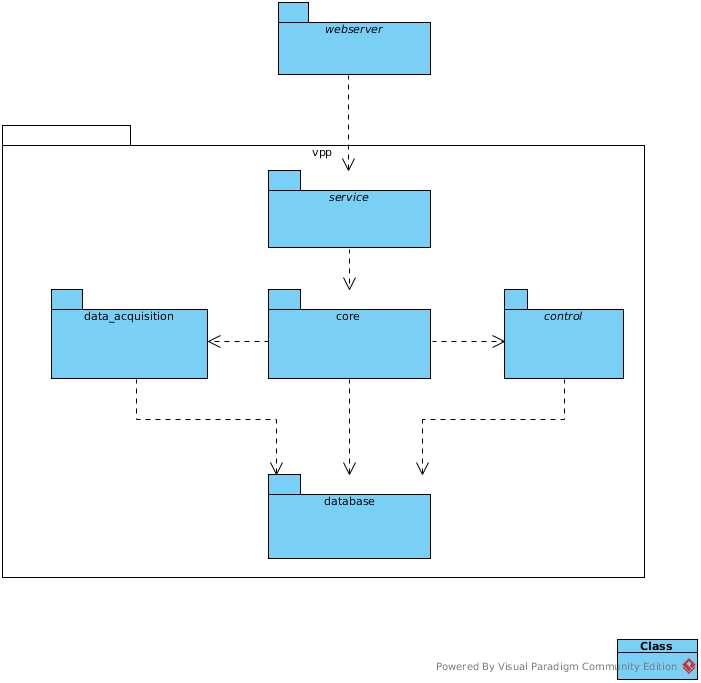 webserver
vpp
service
data_acquisition
core
control
database
Class
Powered By Visual Paradigm Community Edition